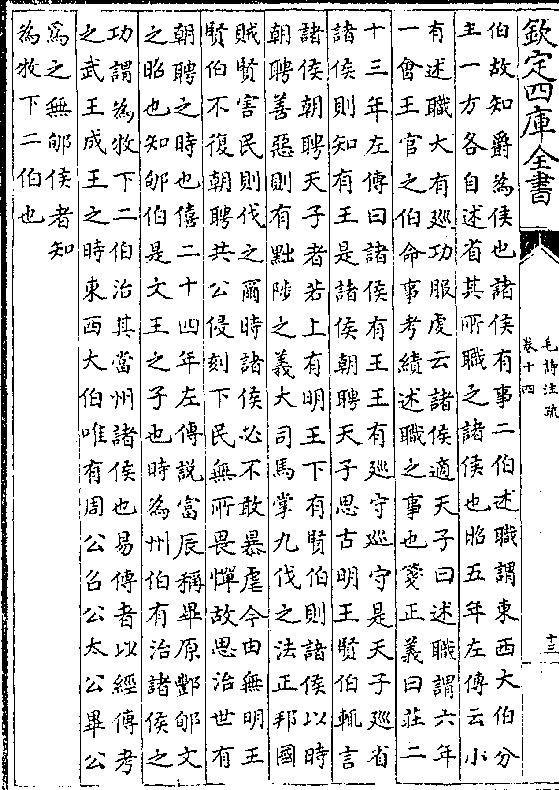 欽定四庫全書
毛詩注疏
卷十四
十三
伯故知爵為侯也諸侯有事二伯述職謂東西大伯分
主一方各自述省其所職之諸侯也昭五年左傳云小
有述職大有廵功服虔云諸侯適天子曰述職謂六年
一會王官之伯命事考績述職之事也箋正義曰莊二
十三年左傳曰諸侯有王王有廵守廵守是天子廵省
諸侯則知有王是諸侯朝聘天子思古明王賢伯輒言
諸侯朝聘天子者若上有明王下有賢伯則諸侯以時
朝聘善惡則有黜陟之義大司馬掌九伐之法正邦國
賊賢害民則伐之爾時諸侯必不敢暴虐今由無明王
賢伯不復朝聘共公侵刻下民無所畏憚故思治世有
朝聘之時也僖二十四年左傳説富辰稱畢原酆郇文
之昭也知郇伯是文王之子也時為州伯有治諸侯之
功謂為牧下二伯治其當州諸侯也易傳者以經傳考
之武王成王之時東西大伯唯有周公召公太公畢公
為之無郇侯者知
為牧下二伯也